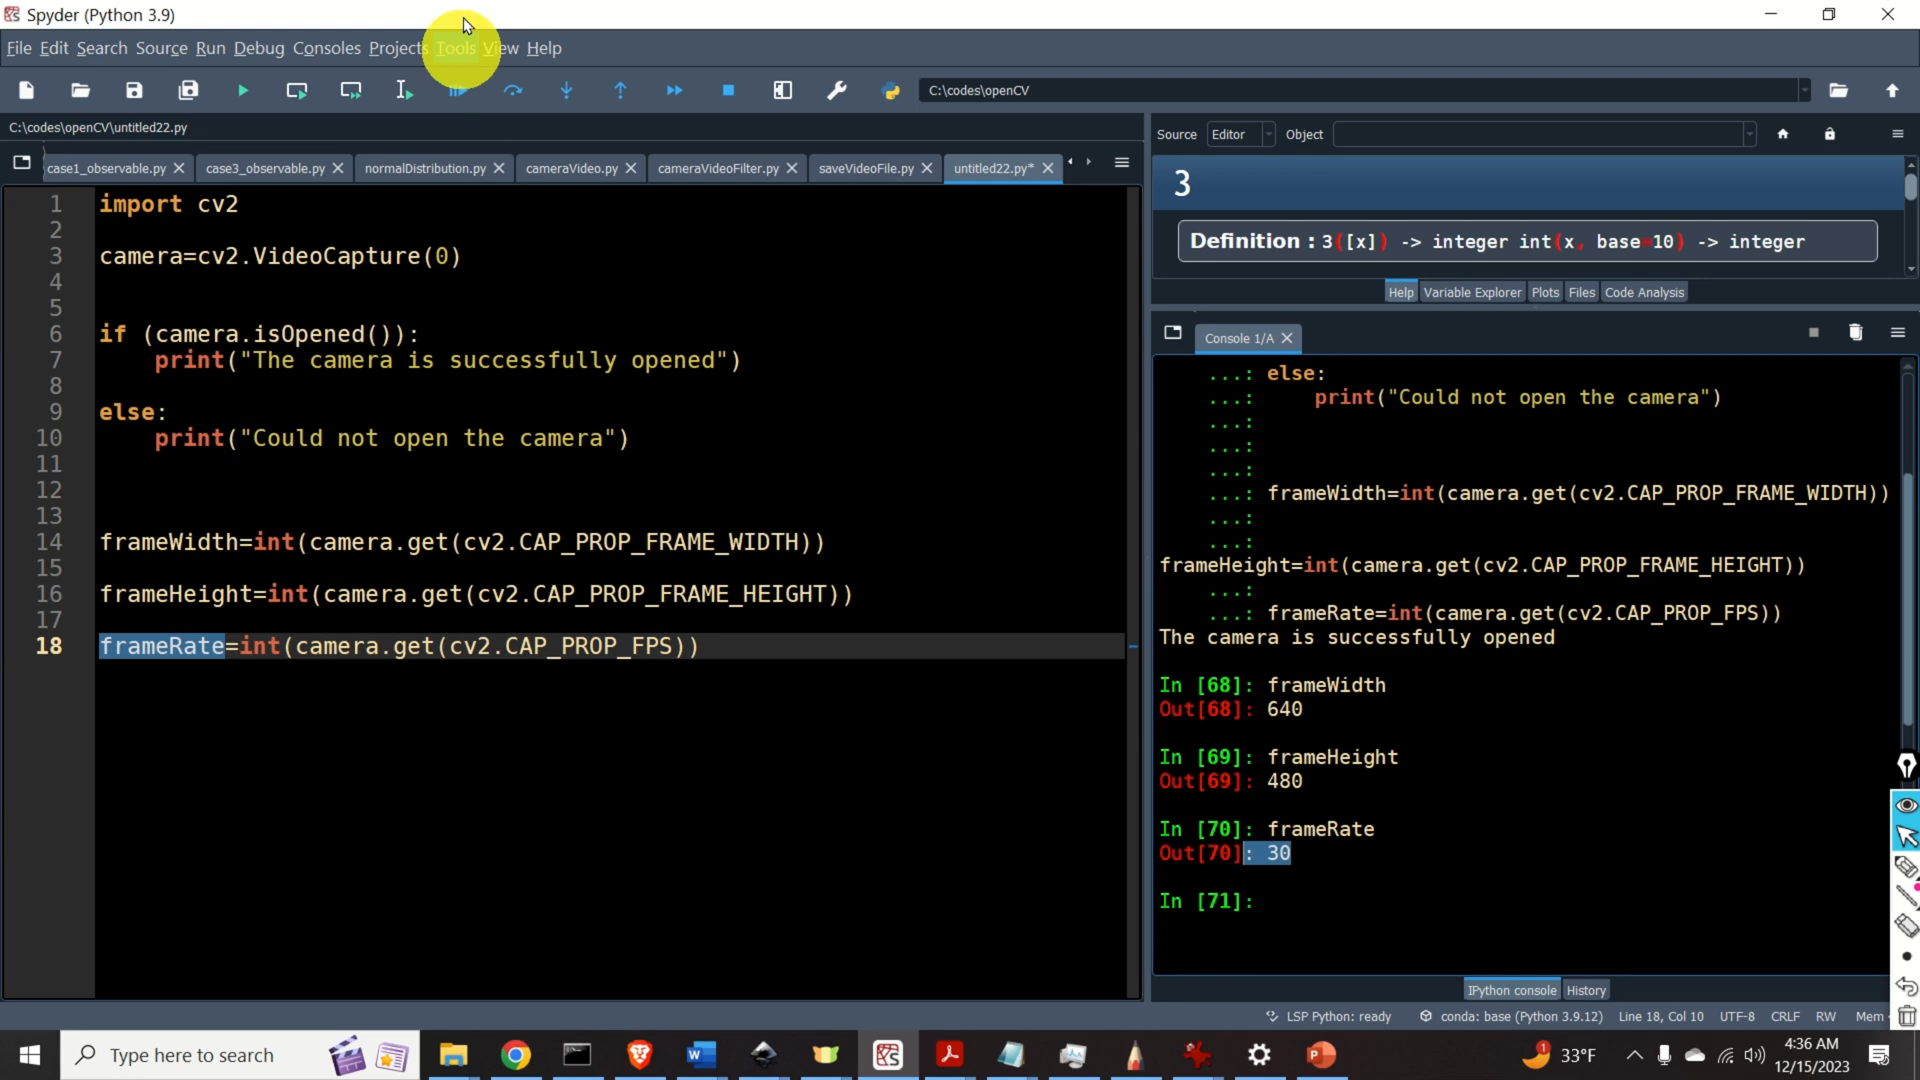 Spyder (Python 3.9)
File Edit Search Source Run Debug Consoles Projects Tools View Help
C:\codes\openCV
C:\codes\openCV\untitled22.py
case1_observable.py case3_observable.py normalDistribution.py cameraVideo.py cameraVideoFilter.py saveVideoFile.py untitled22.py*
1 import cv2
2
3 camera=cv2.VideoCapture(0)
4
5
6 if (camera.isOpened()):
7     print("The camera is successfully opened")
8
9 else:
10     print("Could not open the camera")
11
12
13
14 frameWidth=int(camera.get(cv2.CAP_PROP_FRAME_WIDTH))
15
16 frameHeight=int(camera.get(cv2.CAP_PROP_FRAME_HEIGHT))
17
18 frameRate=int(camera.get(cv2.CAP_PROP_FPS))
Source Editor Object
3
Definition : 3([x]) -> integer int(x, base=10) -> integer
Help Variable Explorer Plots Files Code Analysis
Console 1/A
...: else:
...:     print("Could not open the camera")
...:
...:
...:
...: frameWidth=int(camera.get(cv2.CAP_PROP_FRAME_WIDTH))
...:
...:
frameHeight=int(camera.get(cv2.CAP_PROP_FRAME_HEIGHT))
...:
...: frameRate=int(camera.get(cv2.CAP_PROP_FPS))
The camera is successfully opened
In [68]: frameWidth
Out[68]: 640
In [69]: frameHeight
Out[69]: 480
In [70]: frameRate
Out[70]: 30
In [71]:
IPython console History
LSP Python: ready conda: base (Python 3.9.12) Line 18, Col 10 UTF-8 CRLF RW Mem
Type here to search
33°F
4:36 AM
12/15/2023